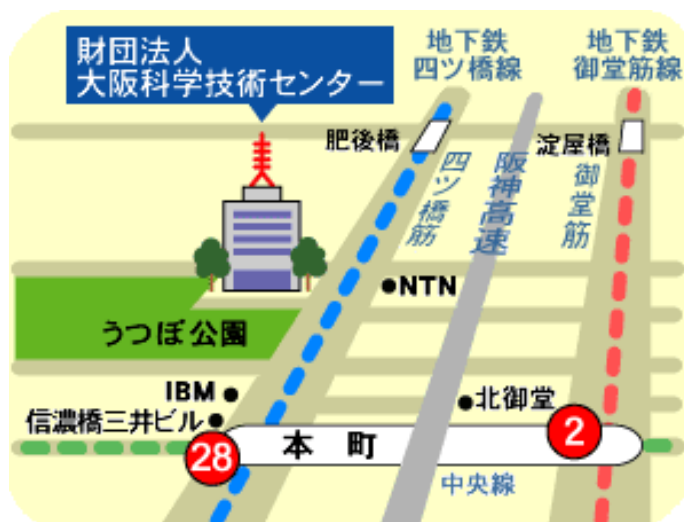 財団法人
大阪科学技術センター
地下鉄
四ツ橋線
地下鉄
御堂筋線
肥後橋
淀屋橋
四ツ橋筋
阪神高速
御堂筋
NTN
うつぼ公園
IBM
北御堂
信濃橋三井ビル
28
本町
2
中央線